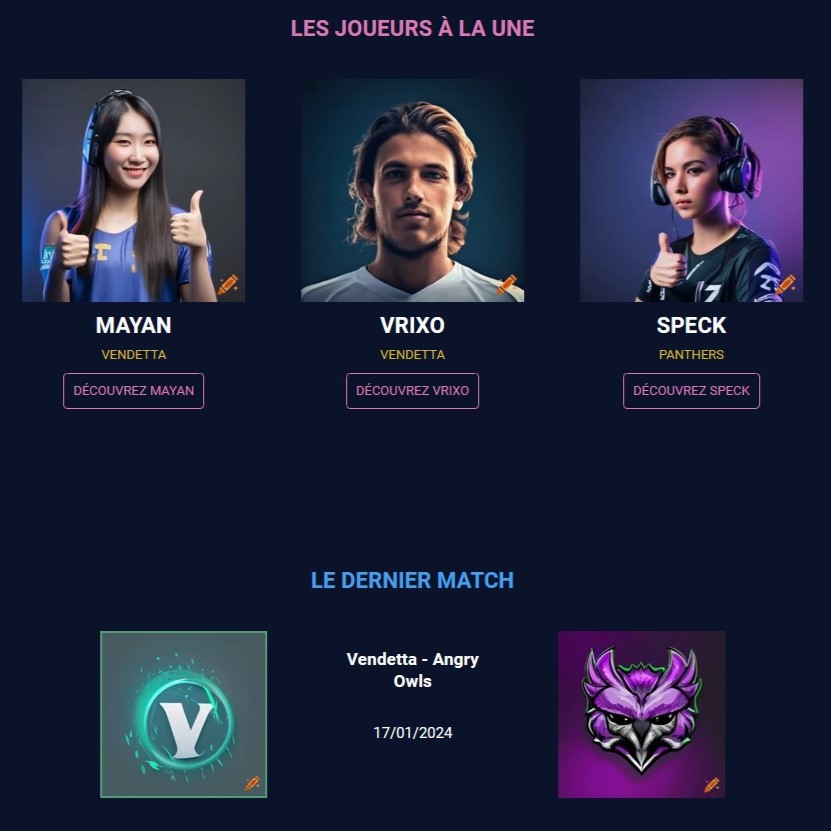 LES JOUEURS À LA UNE
MAYAN
VRIXO
SPECK
VENDETTA
VENDETTA
PANTHERS
DÉCOUVREZ MAYAN
DÉCOUVREZ VRIXO
DÉCOUVREZ SPECK
LE DERNIER MATCH
V
Vendetta - Angry
Owls
17/01/2024